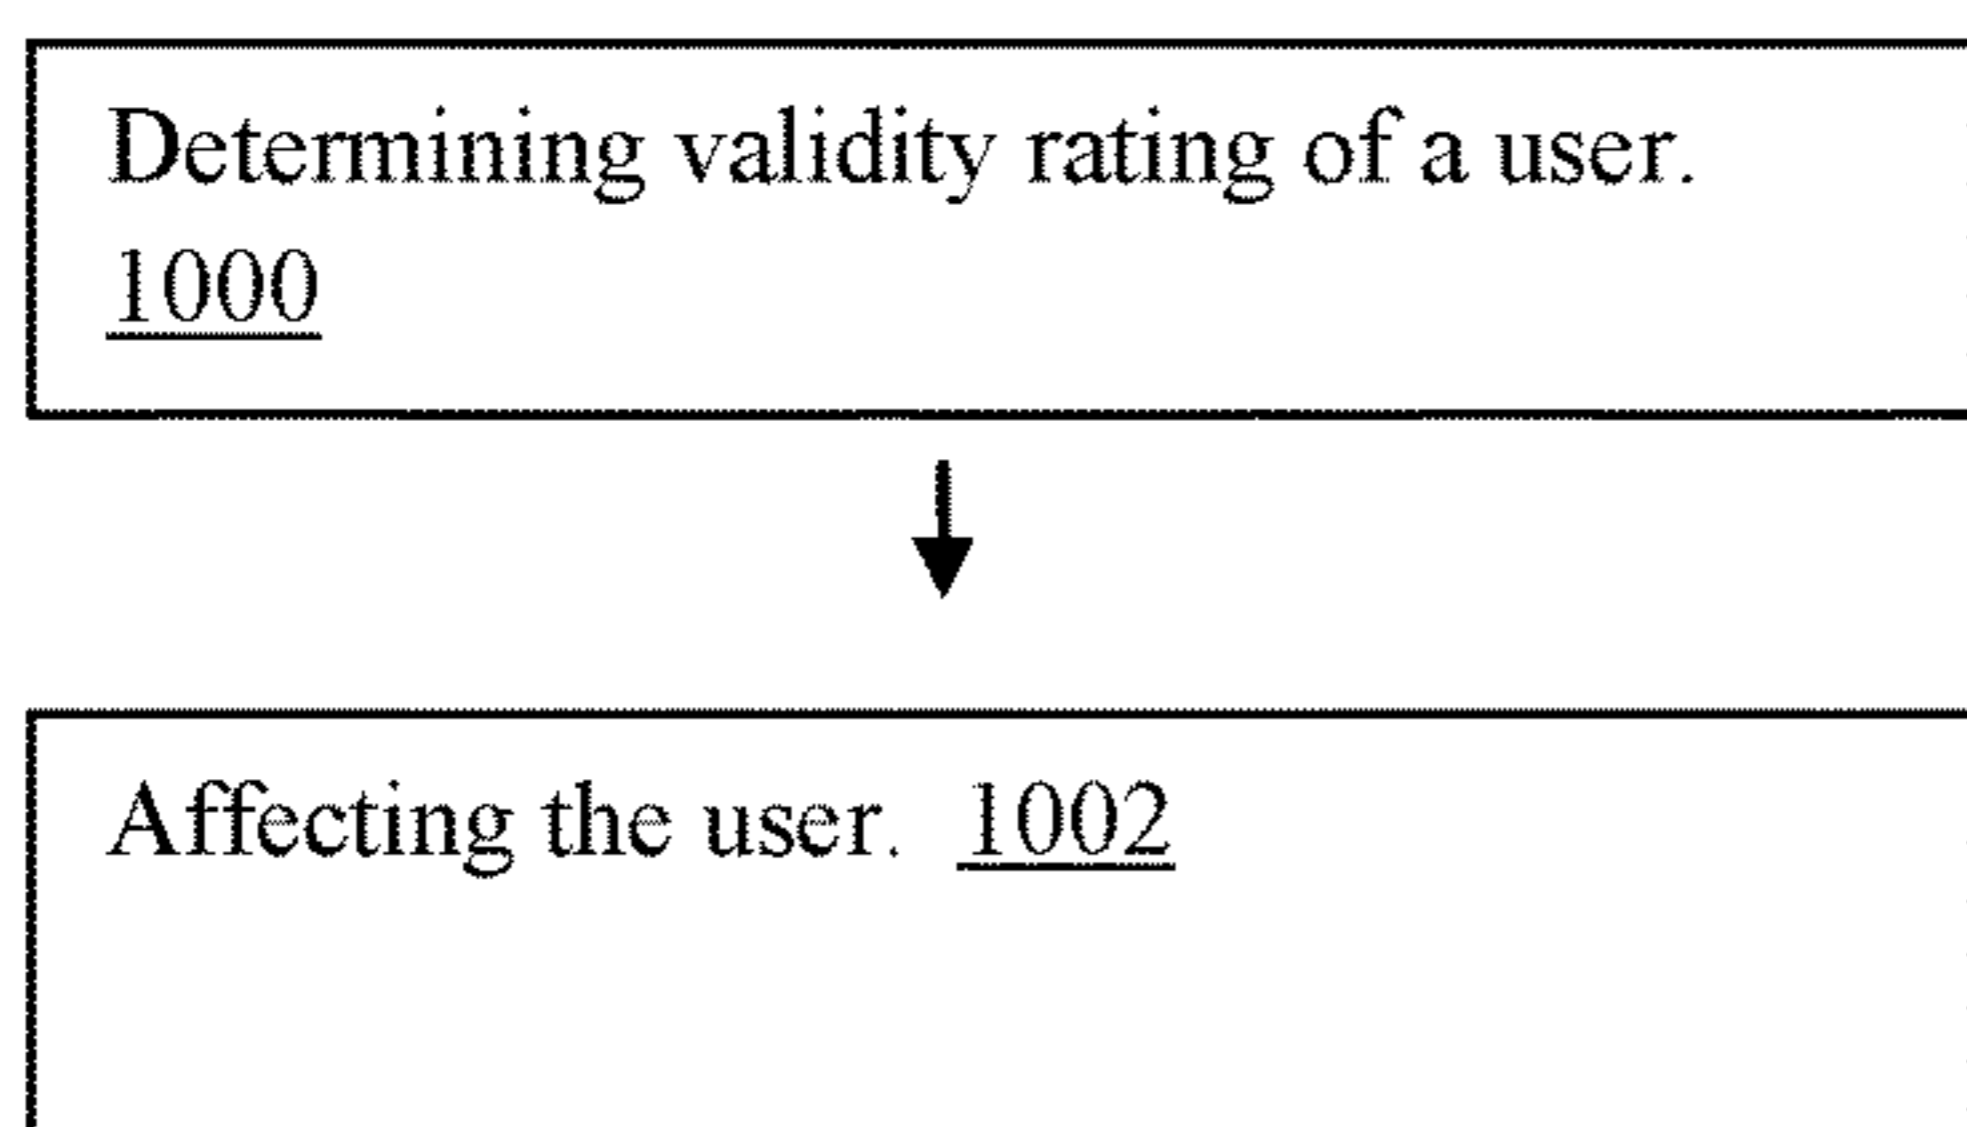 Determining validity rating of a user.
1000
Affecting the user. 1002